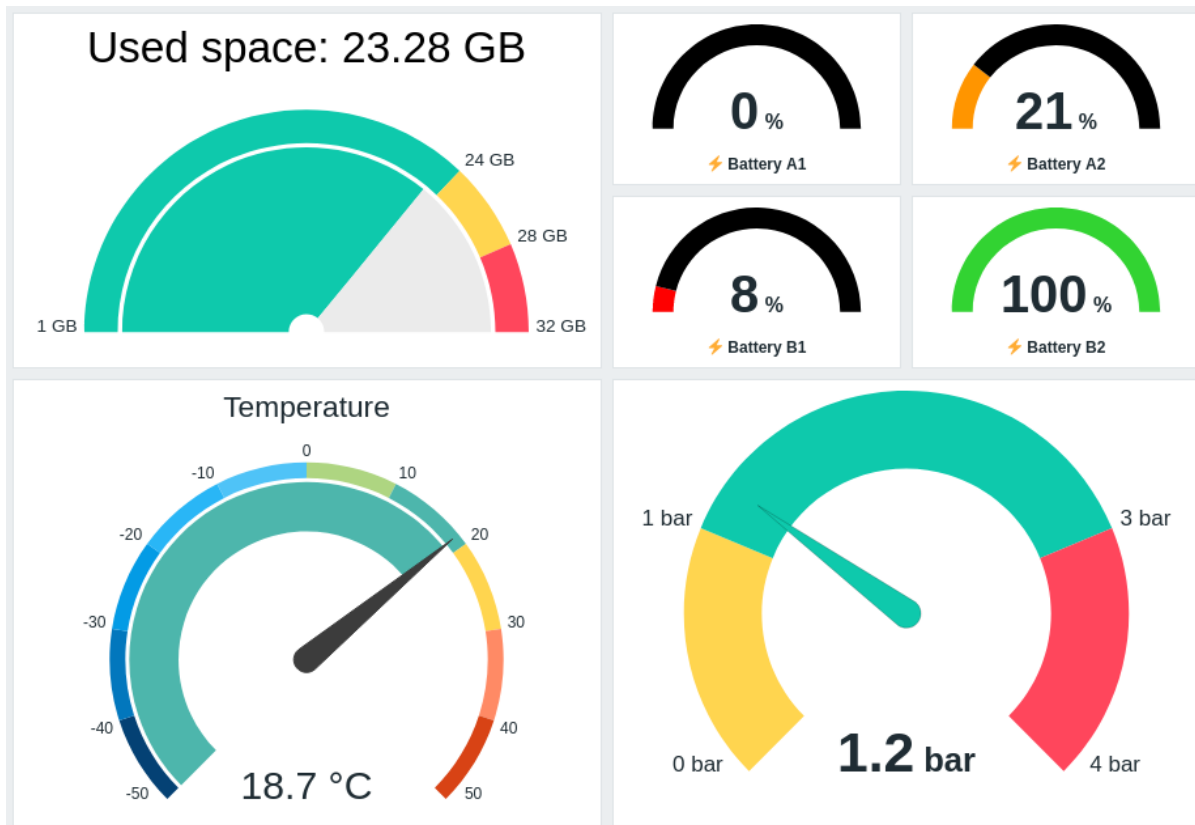 Used space: 23.28 GB
24 GB
28 GB
1 GB
32 GB
0 %
⚡ Battery A1
21 %
⚡ Battery A2
8 %
⚡ Battery B1
100 %
⚡ Battery B2
Temperature
0
-10
10
-20
20
-30
30
-40
40
-50
50
18.7 °C
1 bar
3 bar
0 bar
4 bar
1.2 bar